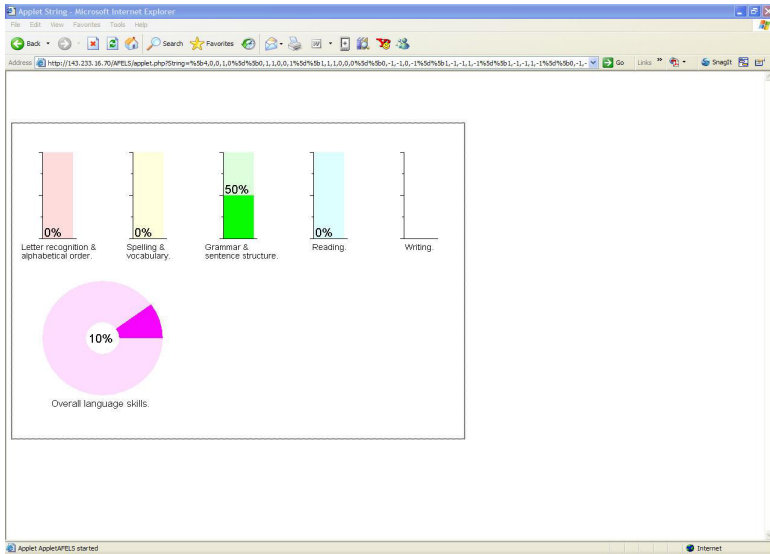 Applet String - Microsoft Internet Explorer
File Edit View Favorites Tools Help
Back Search Favorites
Address http://143.233.16.70/AFELS/applet.php?String=%5b4,0,0,1,0%5d%5b0,1,1,0,0,1%5d%5b1,1,1,0,0,0%5d%5b0,-1,-1,0,-1%5d%5b1,-1,-1,1,-1%5d%5b1,-1,-1,1,-1%5d%5b0,-1,- Go Links » SnagIt
0% 0% 50% 0%
Letter recognition & alphabetical order.
Spelling & vocabulary.
Grammar & sentence structure.
Reading.
Writing.
10%
Overall language skills.
Applet AppletAFELS started Internet